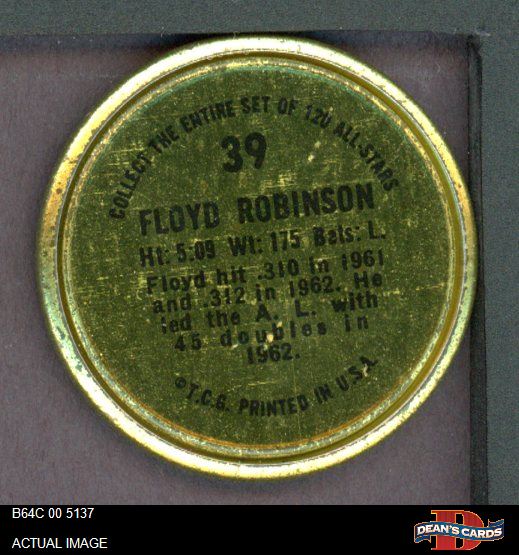 COLLECT THE ENTIRE SET OF 120 ALL-STARS
39
FLOYD ROBINSON
Ht: 5:09 Wt: 175 Bats: L.
Floyd hit .310 in 1961
and .312 in 1962. He
led the A. L. with
45 doubles in
1962.
©T.C.G. PRINTED IN U.S.A.
B64C 00 5137
ACTUAL IMAGE
DEAN'S CARDS